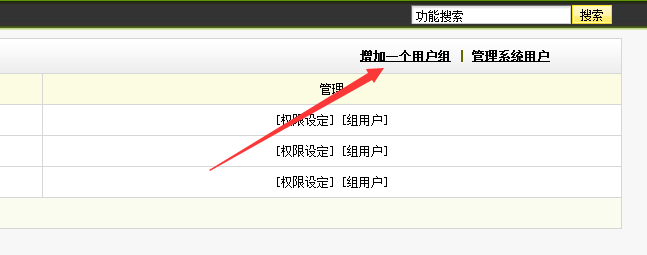 功能搜索 搜索
增加一个用户组 | 管理系统用户
管理
[权限设定] [组用户]
[权限设定] [组用户]
[权限设定] [组用户]